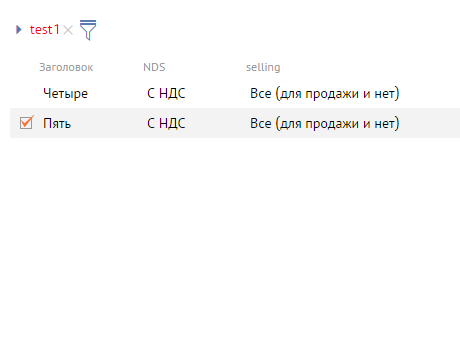 test1
Заголовок NDS selling
Четыре С НДС Все (для продажи и нет)
Пять С НДС Все (для продажи и нет)